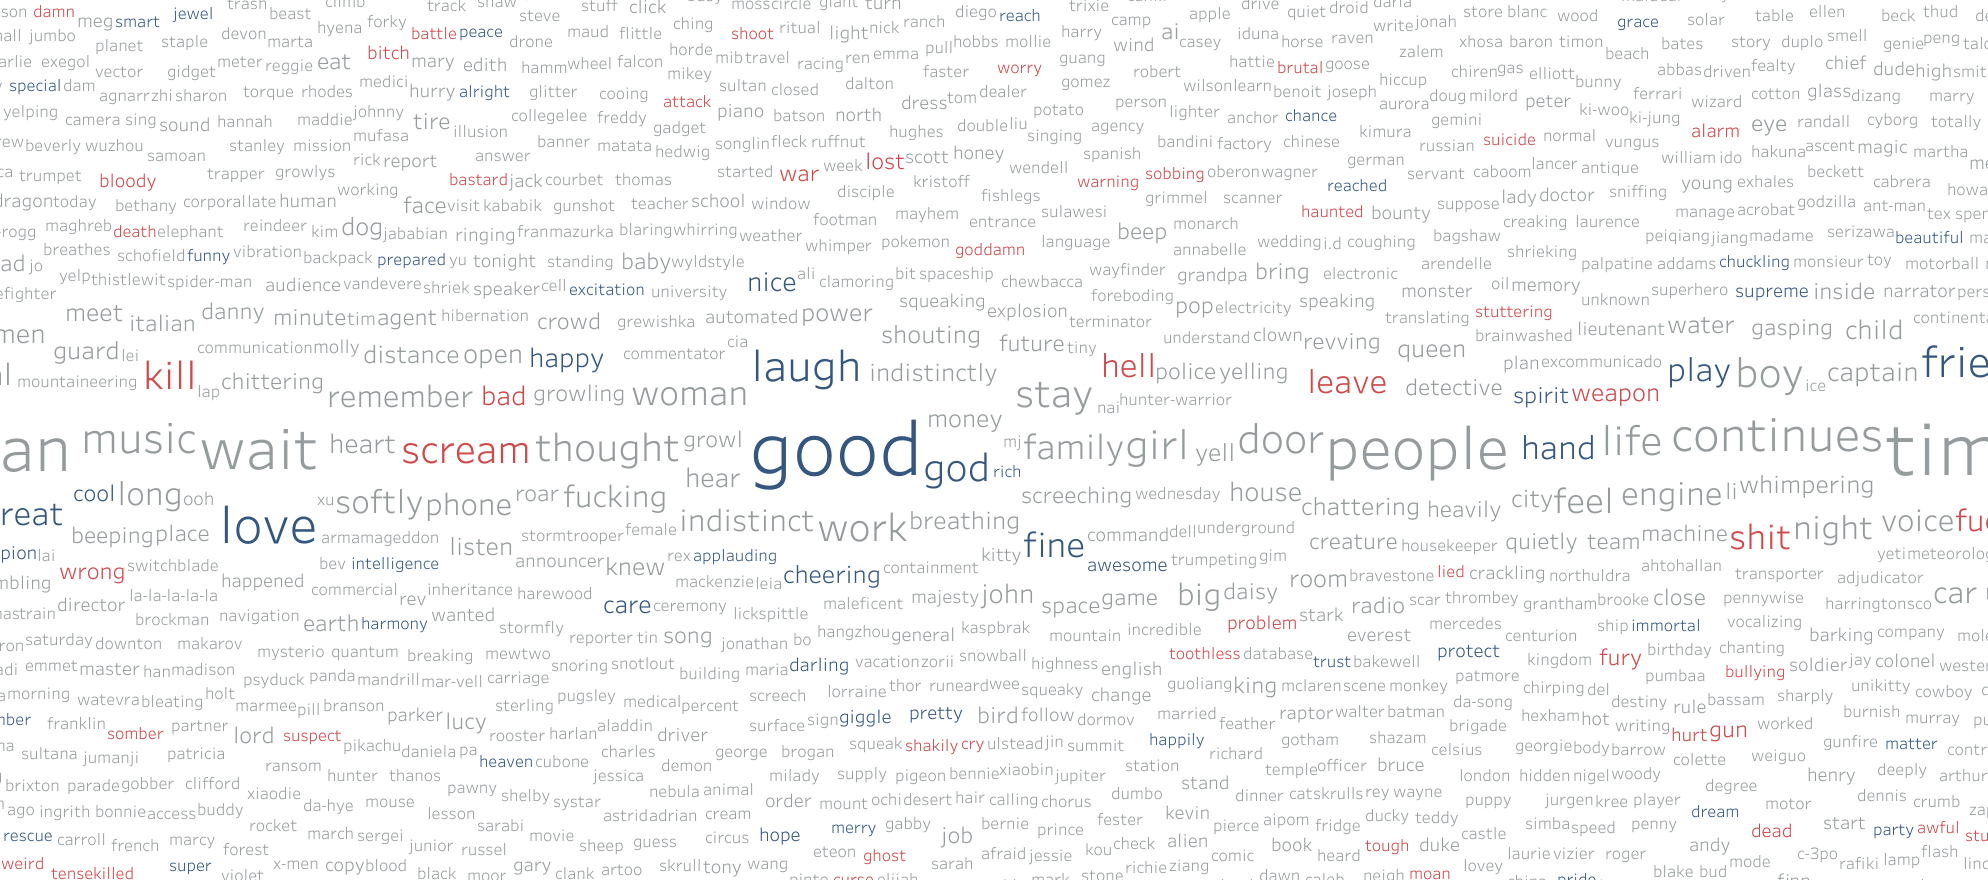 damn smart jewel trash beast climb forky track shaw steve stuff click ching mosscircle giant turn diego reach trixie camp apple drive quiet droid darla store blanc wood grace solar table ellen beck thud
jumbo planet staple devon marta hyena battle peace drone maud flittle horde shoot ritual light nick ranch hobbs mollie harry wind ai casey iduna horse raven write jonah zalem xhosa baron timon beach bates story duplo smell genie peng
exegol vector gidget meter reggie eat bitch mary edith hamm wheel falcon mikey mib travel racing ren emma pull faster worry guang gomez robert hattie brutal goose hiccup chiren gas elliott bunny abbas driven fealty chief dude high
special dam agnarr zhi sharon torque rhodes medici hurry alright glitter cooing attack sultan closed dalton dress tom dealer potato person wilson learn benoit joseph aurora doug milord peter ferrari wizard cotton glass dizang marry
yelping camera sing sound hannah maddie johnny mufasa tire illusion collegelee freddy gadget piano batson north hughes double liu singing agency lighter anchor chance kimura gemini ki-woo ki-jung alarm eye randall cyborg totally
beverly wuzhou samoan stanley mission rick report answer banner matata hedwig songlin fleck ruffnut week lost scott honey wendell spanish bandini factory chinese german russian suicide normal vungus william ido hakuna ascent magic martha
trumpet bloody trapper growlys working bastard jack courbet thomas started war disciple kristoff fishlegs warning sobbing oberon wagner reached servant caboom lancer antique young exhales beckett cabrera
dragon today bethany corporal late human face visit kababik gunshot teacher school window footman mayhem entrance sulawesi grimmel scanner haunted bounty suppose lady doctor sniffing manage acrobat godzilla ant-man tex
maghreb death elephant reindeer kim dog jababian ringing fran mazurka blaring whirring weather whimper pokemon goddamn language beep monarch annabelle wedding i.d coughing bagshaw creaking laurence peiqiang jiang madame serizawa beautiful
jo breathes schofield funny vibration backpack prepared yu tonight standing baby wyldstyle ali clamoring bit spaceship chewbacca wayfinder grandpa bring electronic arendelle shrieking palpatine addams chuckling monsieur toy motorball
yelp thistlewit spider-man audience vandevere shriek speaker cell excitation university nice squeaking explosion foreboding pop electricity speaking monster oil memory unknown superhero supreme inside narrator
meet italian danny minute tim agent hibernation crowd grewishka automated power shouting future tiny terminator understand clown revving translating stuttering brainwashed lieutenant water gasping child
guard lei communication molly distance open happy commentator cia laugh indistinctly hell police yelling queen plan excommunicado play boy ice captain
mountaineering kill lap chittering remember bad growling woman stay nai hunter-warrior leave detective spirit weapon
music wait heart scream thought growl good money mj family girl yell door people hand life continues
cool long ooh xu softly phone roar fucking hear god rich screeching wednesday house chattering heavily city feel engine li whimpering
beeping place love armamageddon listen stormtrooper female indistinct work breathing fine command dell underground creature housekeeper quietly team machine shit night voice
lai wrong switchblade happened bev intelligence announcer knew rex applauding cheering containment kitty awesome trumpeting gim room bravestone lied crackling northuldra ahtohallan transporter adjudicator
director la-la-la-la-la commercial rev inheritance harewood care mackenzie leia ceremony lickspittle maleficent majesty john space game big daisy stark radio scar thrombey grantham brooke close pennywise harrington sco car
brockman navigation earth harmony wanted stormfly reporter tin song jonathan bo hangzhou general kaspbrak mountain incredible problem everest mercedes centurion ship immortal vocalizing barking company
saturday downton makarov mysterio quantum breaking mewtwo snoring snotlout building maria darling vacation zorii snowball highness english toothless database trust bakewell protect kingdom fury birthday chanting soldier jay colonel
emmet master han madison psyduck panda mandrill mar-vell carriage pugsley medical percent screech lorraine thor runeard wee squeaky change guoliang king mclaren scene monkey patmore chirping del pumbaa bullying unikitty cowboy
morning watevra bleating holt marmee pill branson parker lucy sterling harlan aladdin driver surface sign giggle pretty bird follow dormov married feather raptor walter batman da-song brigade hexham hot destiny rule bassam sharply burnish murray
franklin somber partner lord suspect pikachu daniela pa rooster charles george brogan squeak shakily cry ulstead jin summit happily richard gotham shazam celsius georgie body barrow writing hurt gun worked gunfire matter
sultana jumanji patricia ransom hunter thanos heaven cubone jessica demon milady supply pigeon bennie xiaobin jupiter station temple officer bruce london hidden nigel woody colette weiguo henry deeply
brixton parade gobber clifford xiaodie da-hye mouse pawny shelby systar nebula animal order mount ochi desert hair calling chorus dumbo stand dinner cat skrulls rey wayne puppy jurgen kree player degree motor dennis crumb
ago ingrith bonnie access buddy rocket march sergei lesson sarabi astrid adrian cream circus hope merry gabby job bernie prince fester kevin pierce aipom fridge ducky teddy castle simba speed penny dream dead start party awful
rescue carroll french marcy forest junior russel movie sheep guess eteon ghost afraid jessie kou check alien comic book heard tough duke laurie vizier roger andy c-3po flash
weird tense killed super violet x-men copy blood black moor gary clank artoo skrull tony wang curse elijah sarah mark stone richie ziang dawn caleb neigh moan lovey pride blake bud mode rafiki lamp